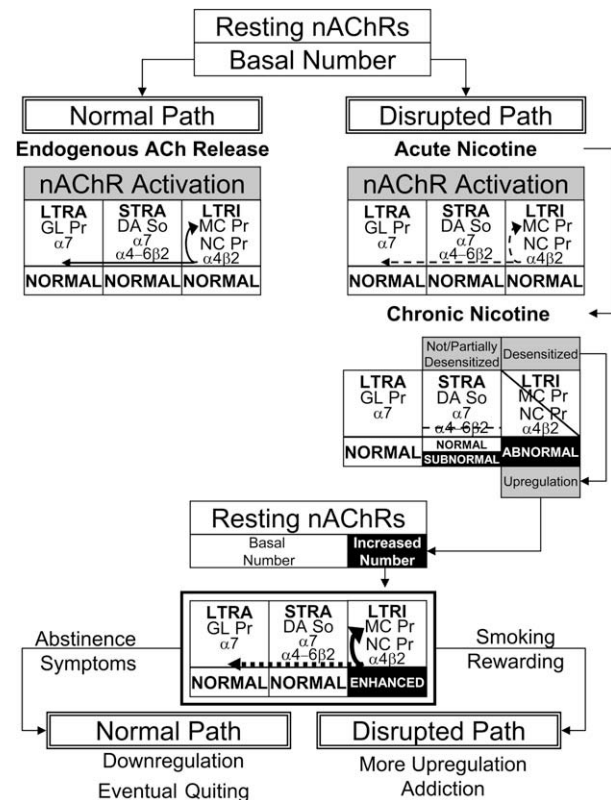 Resting nAChRs
Basal Number
Normal Path
Disrupted Path
Endogenous ACh Release
Acute Nicotine
nAChR Activation
LTRA STRA LTRI
GL Pr DA So MC Pr
α7 α7 NC Pr
α4–6β2 α4β2
NORMAL NORMAL NORMAL
nAChR Activation
LTRA STRA LTRI
GL Pr DA So MC Pr
α7 α7 NC Pr
α4–6β2 α4β2
NORMAL NORMAL NORMAL
Chronic Nicotine
Not/Partially
Desensitized
Desensitized
LTRA STRA LTRI
GL Pr DA So MC Pr
α7 α7 NC Pr
α4–6β2 α4β2
NORMAL
NORMAL
SUBNORMAL
ABNORMAL
Upregulation
Resting nAChRs
Basal
Number
Increased
Number
Abstinence
Symptoms
LTRA STRA LTRI
GL Pr DA So MC Pr
α7 α7 NC Pr
α4–6β2 α4β2
NORMAL NORMAL ENHANCED
Smoking
Rewarding
Normal Path
Disrupted Path
Downregulation
More Upregulation
Eventual Quiting
Addiction